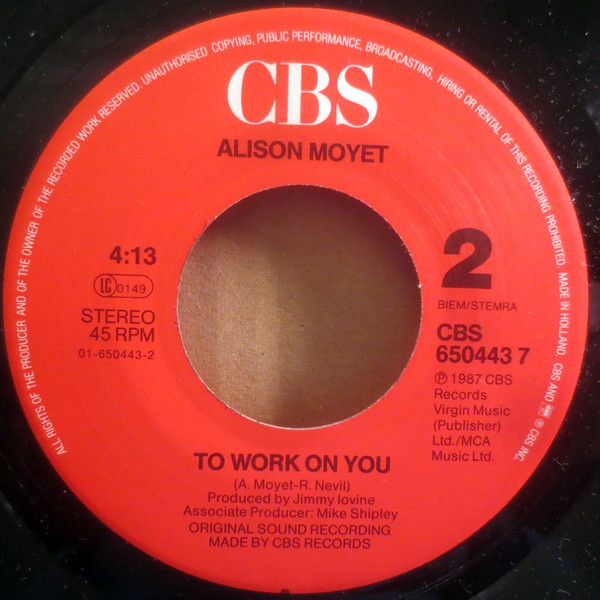 ALL RIGHTS OF THE PRODUCER AND OF THE OWNER OF THE RECORDED WORK RESERVED. UNAUTHORISED COPYING, PUBLIC PERFORMANCE, BROADCASTING, HIRING OR RENTAL OF THIS RECORDING PROHIBITED. MADE IN HOLLAND. CBS AND ℗ CBS INC.
CBS
ALISON MOYET
4:13
LC 0149
STEREO
45 RPM
01-650443-2
2
BIEM/STEMRA
CBS
650443 7
℗ 1987 CBS
Records
Virgin Music
(Publisher)
Ltd./MCA
Music Ltd.
TO WORK ON YOU
(A. Moyet-R. Nevil)
Produced by Jimmy Iovine
Associate Producer: Mike Shipley
ORIGINAL SOUND RECORDING
MADE BY CBS RECORDS